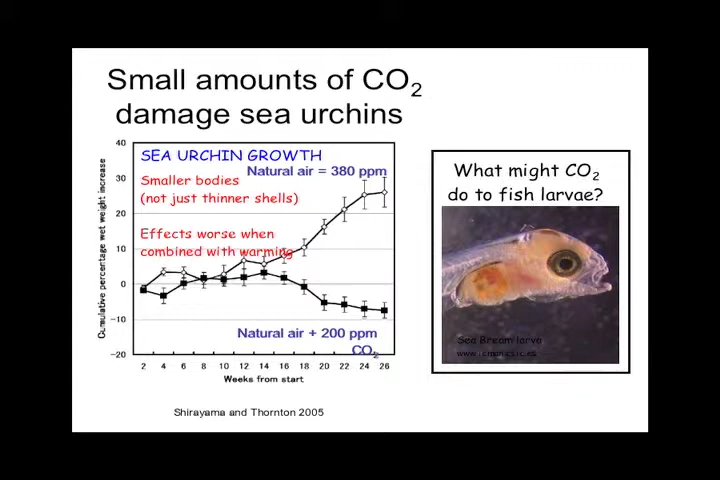 Small amounts of CO2
damage sea urchins
40
30
20
10
0
-10
-20
Cumulative percentage wet weight increase
SEA URCHIN GROWTH
Natural air = 380 ppm
Smaller bodies
(not just thinner shells)
Effects worse when
combined with warming
Natural air + 200 ppm
CO2
2 4 6 8 10 12 14 16 18 20 22 24 26
Weeks from start
Shirayama and Thornton 2005
What might CO2
do to fish larvae?
Sea Bream larva